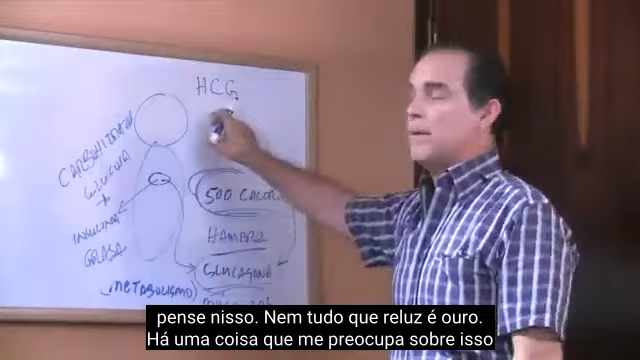 HCG
CARBOHIDRATO
GLUCOSA
+
INSULINA
GRASA
METABOLISMO
500 CALORIAS
HAMBRE
GLUCAGONO
pense nisso. Nem tudo que reluz é ouro.
Há uma coisa que me preocupa sobre isso